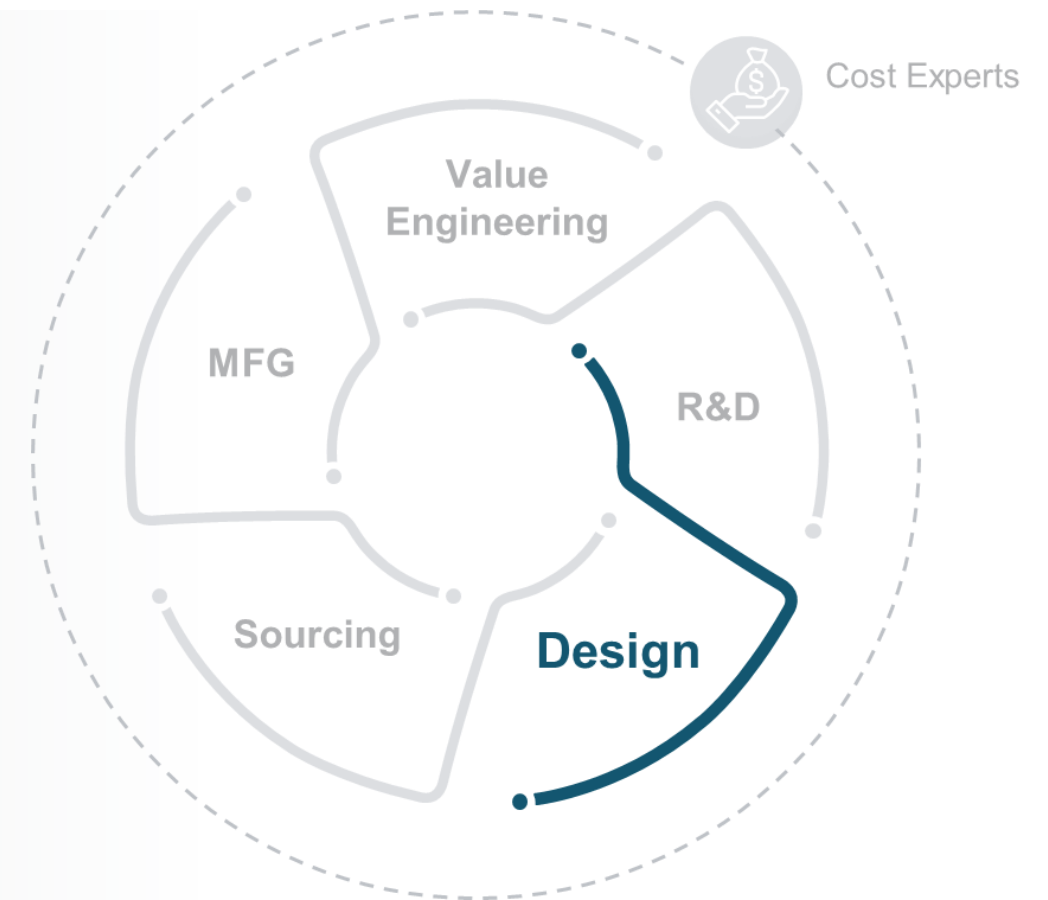 Cost Experts
Value
Engineering
MFG
R&D
Sourcing
Design
$